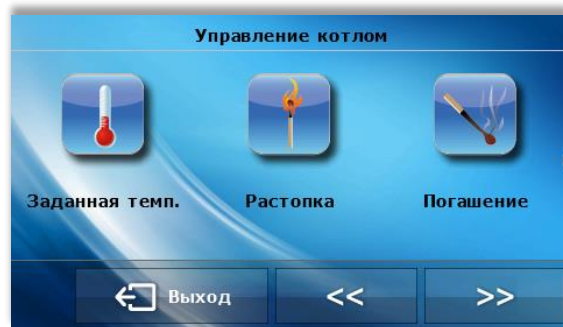 Управление котлом
Заданная темп. Растопка Погашение
Выход << >>